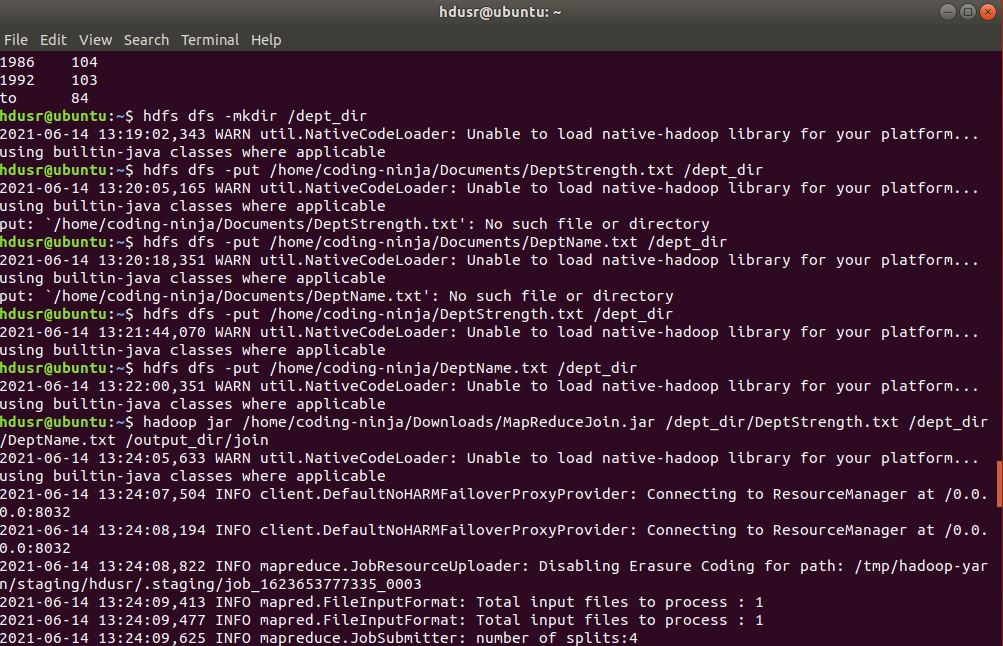 hdusr@ubuntu: ~
File Edit View Search Terminal Help
1986 104
1992 103
to 84
hdusr@ubuntu:~$ hdfs dfs -mkdir /dept_dir
2021-06-14 13:19:02,343 WARN util.NativeCodeLoader: Unable to load native-hadoop library for your platform...
using builtin-java classes where applicable
hdusr@ubuntu:~$ hdfs dfs -put /home/coding-ninja/Documents/DeptStrength.txt /dept_dir
2021-06-14 13:20:05,165 WARN util.NativeCodeLoader: Unable to load native-hadoop library for your platform...
using builtin-java classes where applicable
put: `/home/coding-ninja/Documents/DeptStrength.txt': No such file or directory
hdusr@ubuntu:~$ hdfs dfs -put /home/coding-ninja/Documents/DeptName.txt /dept_dir
2021-06-14 13:20:18,351 WARN util.NativeCodeLoader: Unable to load native-hadoop library for your platform...
using builtin-java classes where applicable
put: `/home/coding-ninja/Documents/DeptName.txt': No such file or directory
hdusr@ubuntu:~$ hdfs dfs -put /home/coding-ninja/DeptStrength.txt /dept_dir
2021-06-14 13:21:44,070 WARN util.NativeCodeLoader: Unable to load native-hadoop library for your platform...
using builtin-java classes where applicable
hdusr@ubuntu:~$ hdfs dfs -put /home/coding-ninja/DeptName.txt /dept_dir
2021-06-14 13:22:00,351 WARN util.NativeCodeLoader: Unable to load native-hadoop library for your platform...
using builtin-java classes where applicable
hdusr@ubuntu:~$ hadoop jar /home/coding-ninja/Downloads/MapReduceJoin.jar /dept_dir/DeptStrength.txt /dept_dir
/DeptName.txt /output_dir/join
2021-06-14 13:24:05,633 WARN util.NativeCodeLoader: Unable to load native-hadoop library for your platform...
using builtin-java classes where applicable
2021-06-14 13:24:07,504 INFO client.DefaultNoHARMFailoverProxyProvider: Connecting to ResourceManager at /0.0.
0.0:8032
2021-06-14 13:24:08,194 INFO client.DefaultNoHARMFailoverProxyProvider: Connecting to ResourceManager at /0.0.
0.0:8032
2021-06-14 13:24:08,822 INFO mapreduce.JobResourceUploader: Disabling Erasure Coding for path: /tmp/hadoop-yar
n/staging/hdusr/.staging/job_1623653777335_0003
2021-06-14 13:24:09,413 INFO mapred.FileInputFormat: Total input files to process : 1
2021-06-14 13:24:09,477 INFO mapred.FileInputFormat: Total input files to process : 1
2021-06-14 13:24:09,625 INFO mapreduce.JobSubmitter: number of splits:4